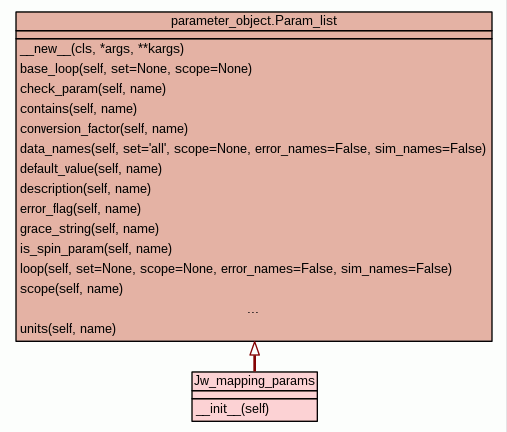 parameter_object.Param_list
__new__(cls, *args, **kargs)
base_loop(self, set=None, scope=None)
check_param(self, name)
contains(self, name)
conversion_factor(self, name)
data_names(self, set='all', scope=None, error_names=False, sim_names=False)
default_value(self, name)
description(self, name)
error_flag(self, name)
grace_string(self, name)
is_spin_param(self, name)
loop(self, set=None, scope=None, error_names=False, sim_names=False)
scope(self, name)
...
units(self, name)
Jw_mapping_params
__init__(self)